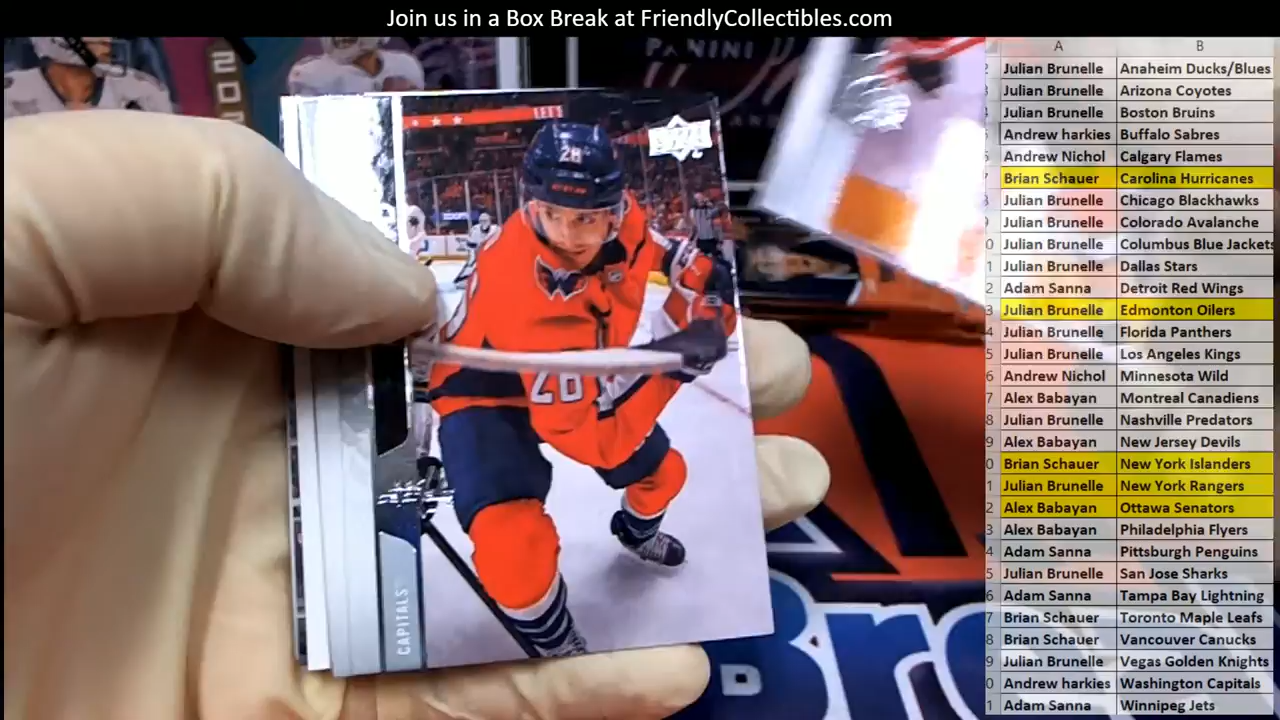 Join us in a Box Break at FriendlyCollectibles.com
PANINI
28
28
CAPITALS
Bre
A B
Julian Brunelle Anaheim Ducks/Blues
Julian Brunelle Arizona Coyotes
Julian Brunelle Boston Bruins
Andrew harkies Buffalo Sabres
Andrew Nichol Calgary Flames
Brian Schauer Carolina Hurricanes
Julian Brunelle Chicago Blackhawks
Julian Brunelle Colorado Avalanche
Julian Brunelle Columbus Blue Jackets
Julian Brunelle Dallas Stars
Adam Sanna Detroit Red Wings
Julian Brunelle Edmonton Oilers
Julian Brunelle Florida Panthers
Julian Brunelle Los Angeles Kings
Andrew Nichol Minnesota Wild
Alex Babayan Montreal Canadiens
Julian Brunelle Nashville Predators
Alex Babayan New Jersey Devils
Brian Schauer New York Islanders
Julian Brunelle New York Rangers
Alex Babayan Ottawa Senators
Alex Babayan Philadelphia Flyers
Adam Sanna Pittsburgh Penguins
Julian Brunelle San Jose Sharks
Adam Sanna Tampa Bay Lightning
Brian Schauer Toronto Maple Leafs
Brian Schauer Vancouver Canucks
Julian Brunelle Vegas Golden Knights
Andrew harkies Washington Capitals
Adam Sanna Winnipeg Jets